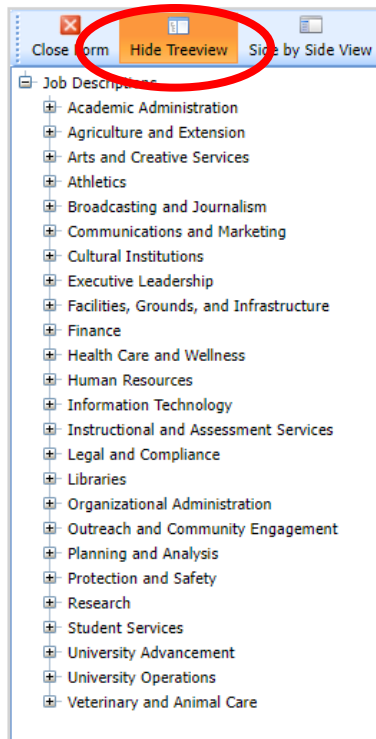 Close Form Hide Treeview Side by Side View
Job Descriptions
Academic Administration
Agriculture and Extension
Arts and Creative Services
Athletics
Broadcasting and Journalism
Communications and Marketing
Cultural Institutions
Executive Leadership
Facilities, Grounds, and Infrastructure
Finance
Health Care and Wellness
Human Resources
Information Technology
Instructional and Assessment Services
Legal and Compliance
Libraries
Organizational Administration
Outreach and Community Engagement
Planning and Analysis
Protection and Safety
Research
Student Services
University Advancement
University Operations
Veterinary and Animal Care